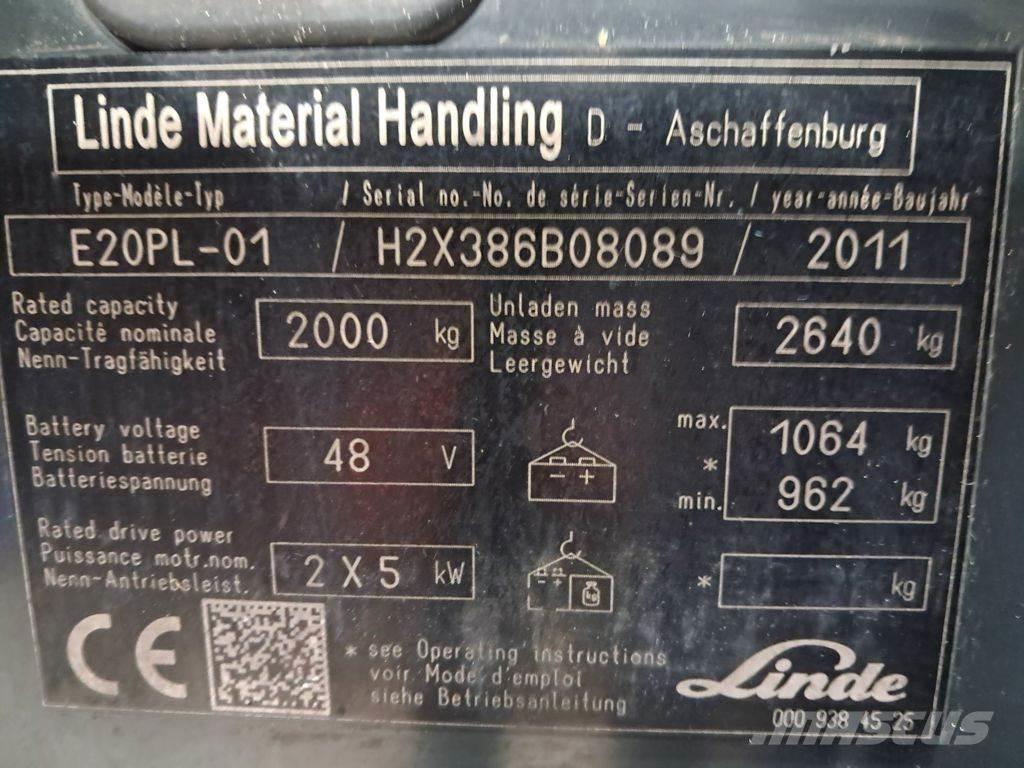 Linde Material Handling D - Aschaffenburg
Type-Modèle-Typ / Serial no.-No. de série-Serien-Nr. / year-année-Baujahr
E20PL-01 / H2X386B08089 / 2011
Rated capacity
Capacité nominale
Nenn-Tragfähigkeit
2000 kg
Unladen mass
Masse à vide
Leergewicht
2640 kg
Battery voltage
Tension batterie
Batteriespannung
48 V
- +
max. 1064 kg
*
min. 962 kg
Rated drive power
Puissance motr.nom.
Nenn-Antriebsleist.
2 X 5 kW
- + kg
* kg
CE
* see Operating instructions
voir Mode d'emploi
siehe Betriebsanleitung
Linde
000 938 45 25
MASCUS